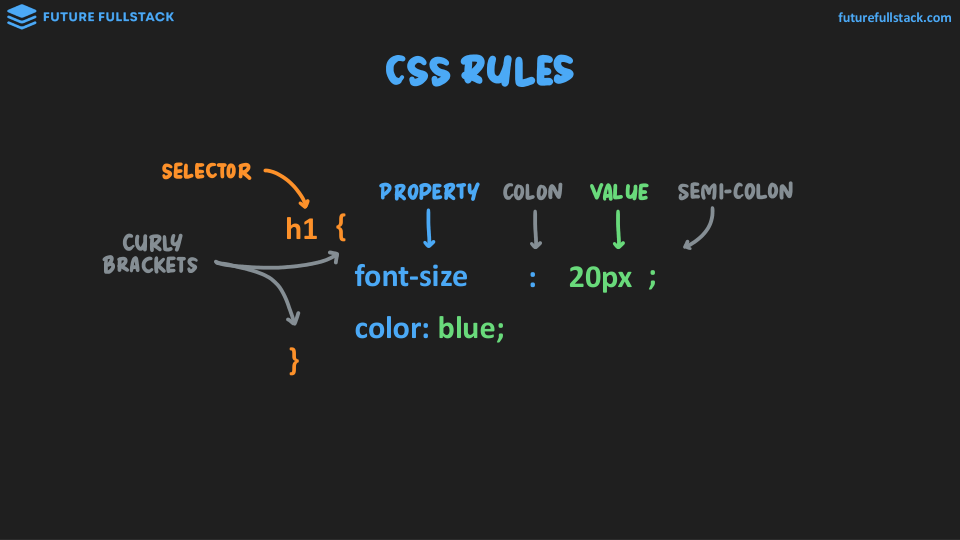 FUTURE FULLSTACK
futurefullstack.com
CSS RULES
SELECTOR
PROPERTY COLON VALUE SEMI-COLON
h1 {
CURLY
BRACKETS
font-size : 20px ;
color: blue;
}